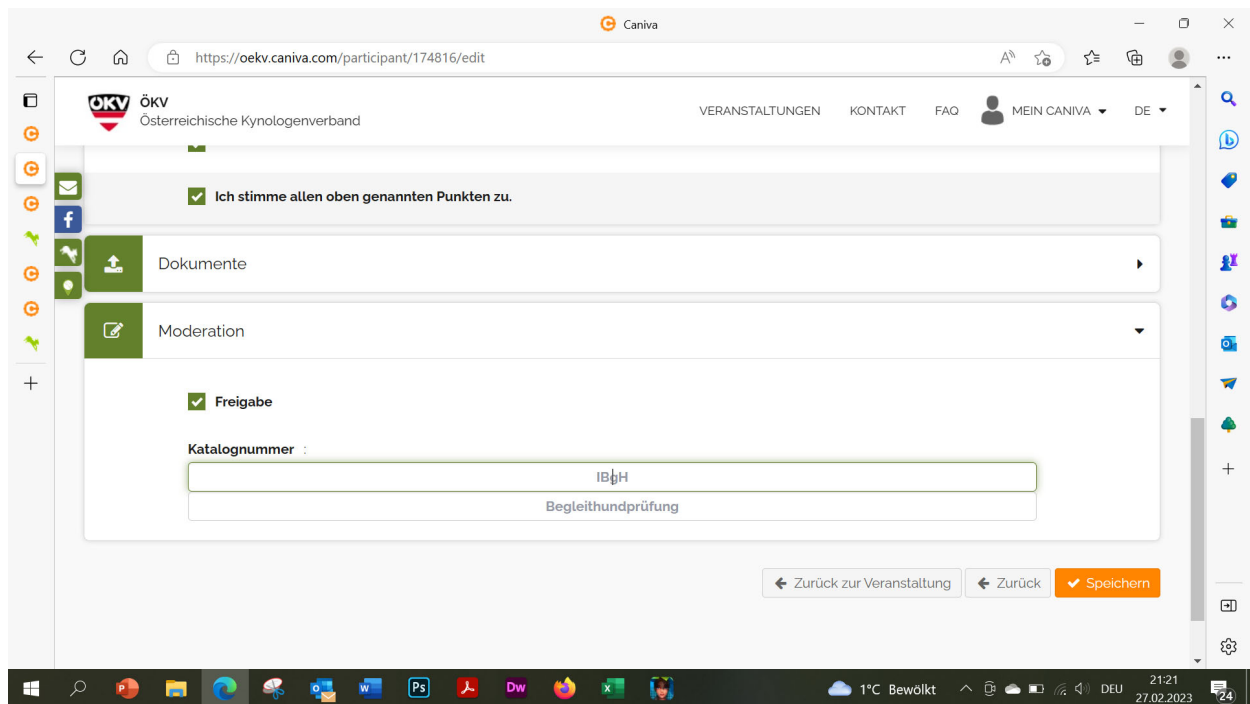 Caniva
https://oekv.caniva.com/participant/174816/edit
ÖKV
ÖKV
Österreichische Kynologenverband
VERANSTALTUNGEN KONTAKT FAQ MEIN CANIVA DE
Ich stimme allen oben genannten Punkten zu.
Dokumente
Moderation
Freigabe
Katalognummer :
IBgH
Begleithundprüfung
Zurück zur Veranstaltung Zurück Speichern
1°C Bewölkt DEU 21:21
27.02.2023 24